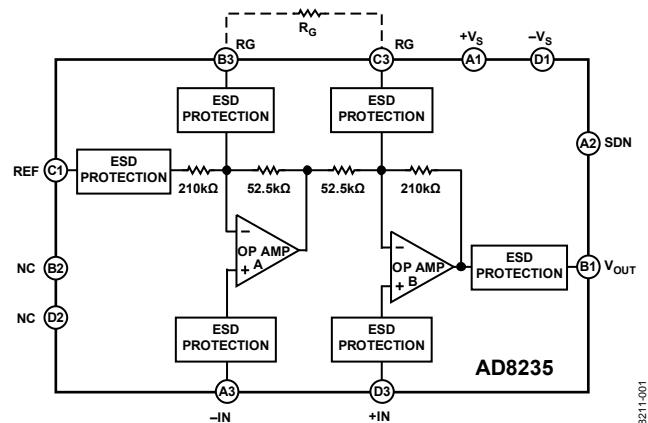 R_G
RG
RG
+V_S
–V_S
B3
C3
A1
D1
ESD
PROTECTION
ESD
PROTECTION
A2
SDN
REF
C1
ESD
PROTECTION
210kΩ
52.5kΩ
52.5kΩ
210kΩ
–
OP AMP
A
+
–
OP AMP
B
+
NC
B2
ESD
PROTECTION
B1
V_OUT
NC
D2
ESD
PROTECTION
ESD
PROTECTION
AD8235
A3
D3
–IN
+IN
8211-001